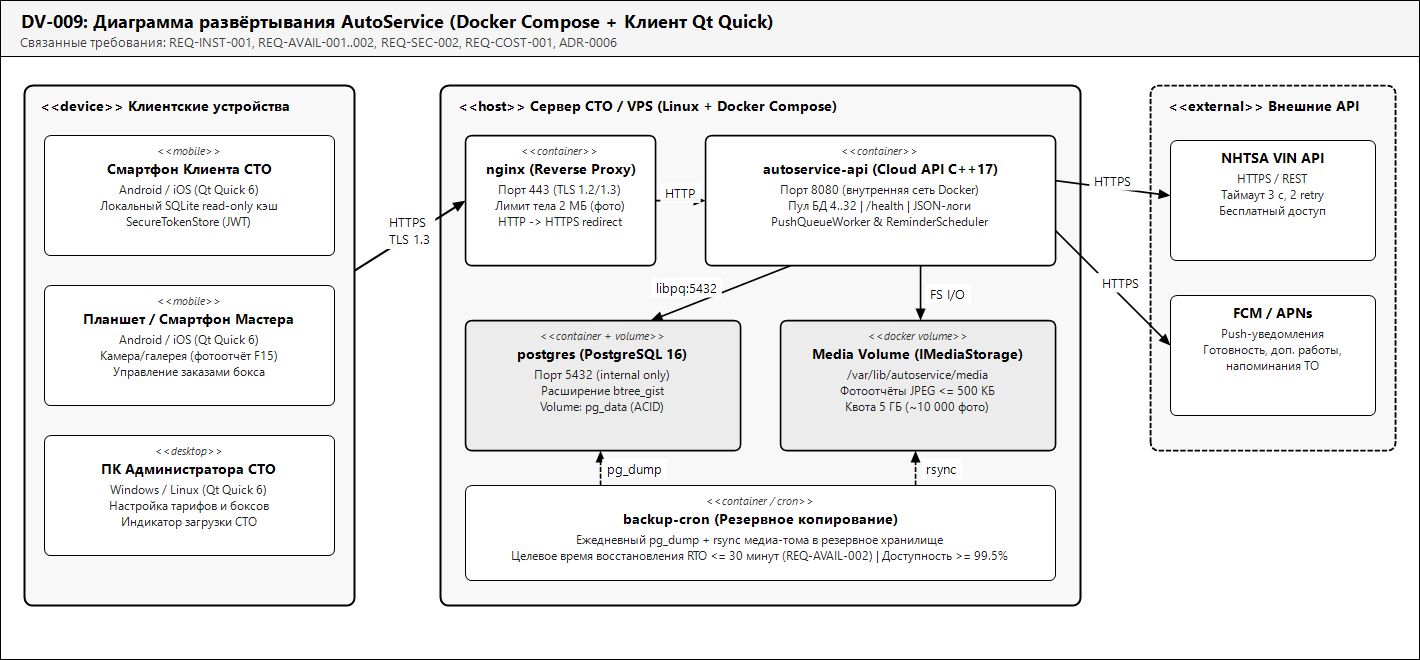 DV-009: Диаграмма развёртывания AutoService (Docker Compose + Клиент Qt Quick)
Связанные требования: REQ-INST-001, REQ-AVAIL-001..002, REQ-SEC-002, REQ-COST-001, ADR-0006
<<device>> Клиентские устройства
<<mobile>>
Смартфон Клиента СТО
Android / iOS (Qt Quick 6)
Локальный SQLite read-only кэш
SecureTokenStore (JWT)
<<mobile>>
Планшет / Смартфон Мастера
Android / iOS (Qt Quick 6)
Камера/галерея (фотоотчёт F15)
Управление заказами бокса
<<desktop>>
ПК Администратора СТО
Windows / Linux (Qt Quick 6)
Настройка тарифов и боксов
Индикатор загрузки СТО
HTTPS
TLS 1.3
<<host>> Сервер СТО / VPS (Linux + Docker Compose)
<<container>>
nginx (Reverse Proxy)
Порт 443 (TLS 1.2/1.3)
Лимит тела 2 МБ (фото)
HTTP -> HTTPS redirect
HTTP
<<container>>
autoservice-api (Cloud API C++17)
Порт 8080 (внутренняя сеть Docker)
Пул БД 4..32 | /health | JSON-логи
PushQueueWorker & ReminderScheduler
libpq:5432
FS I/O
<<container + volume>>
postgres (PostgreSQL 16)
Порт 5432 (internal only)
Расширение btree_gist
Volume: pg_data (ACID)
<<docker volume>>
Media Volume (IMediaStorage)
/var/lib/autoservice/media
Фотоотчёты JPEG <= 500 КБ
Квота 5 ГБ (~10 000 фото)
pg_dump
rsync
<<container / cron>>
backup-cron (Резервное копирование)
Ежедневный pg_dump + rsync медиа-тома в резервное хранилище
Целевое время восстановления RTO <= 30 минут (REQ-AVAIL-002) | Доступность >= 99.5%
HTTPS
HTTPS
<<external>> Внешние API
NHTSA VIN API
HTTPS / REST
Таймаут 3 с, 2 retry
Бесплатный доступ
FCM / APNs
Push-уведомления
Готовность, доп. работы,
напоминания ТО